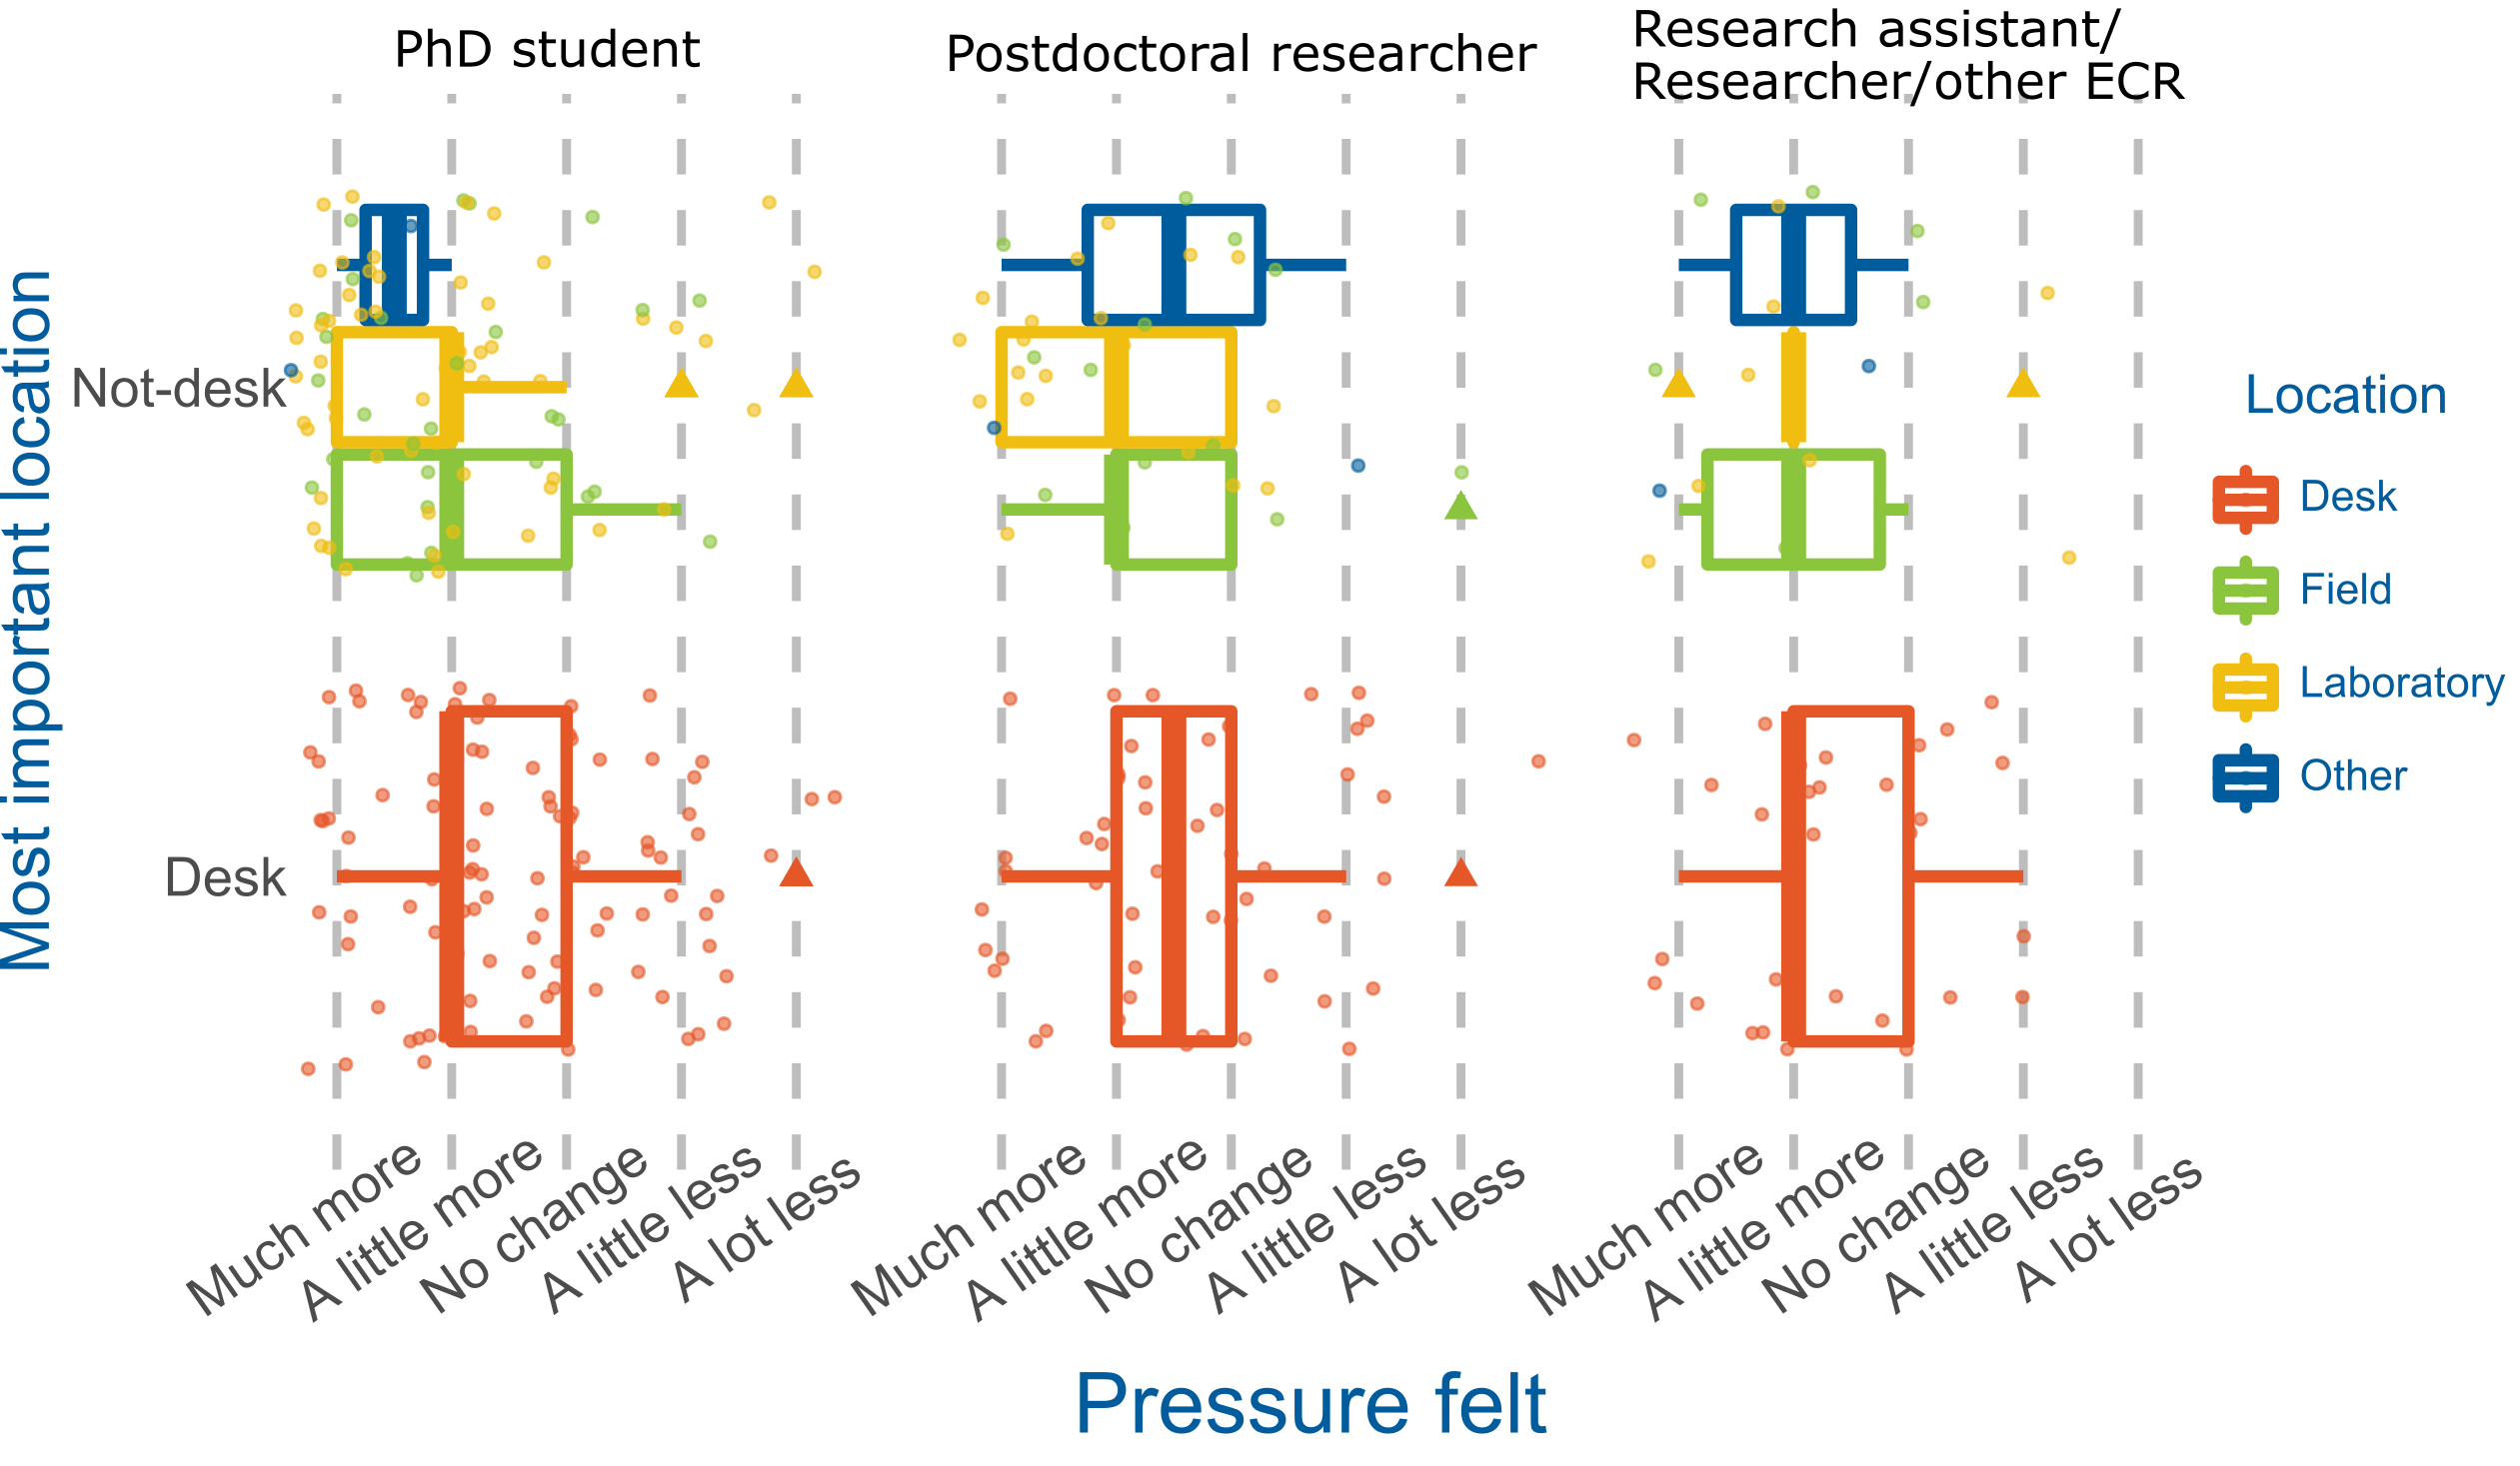 PhD student
Postdoctoral researcher
Research assistant/
Researcher/other ECR
Most important location
Not-desk
Desk
Location
Desk
Field
Laboratory
Other
Much more
A little more
No change
A little less
A lot less
Much more
A little more
No change
A little less
A lot less
Much more
A little more
No change
A little less
A lot less
Pressure felt